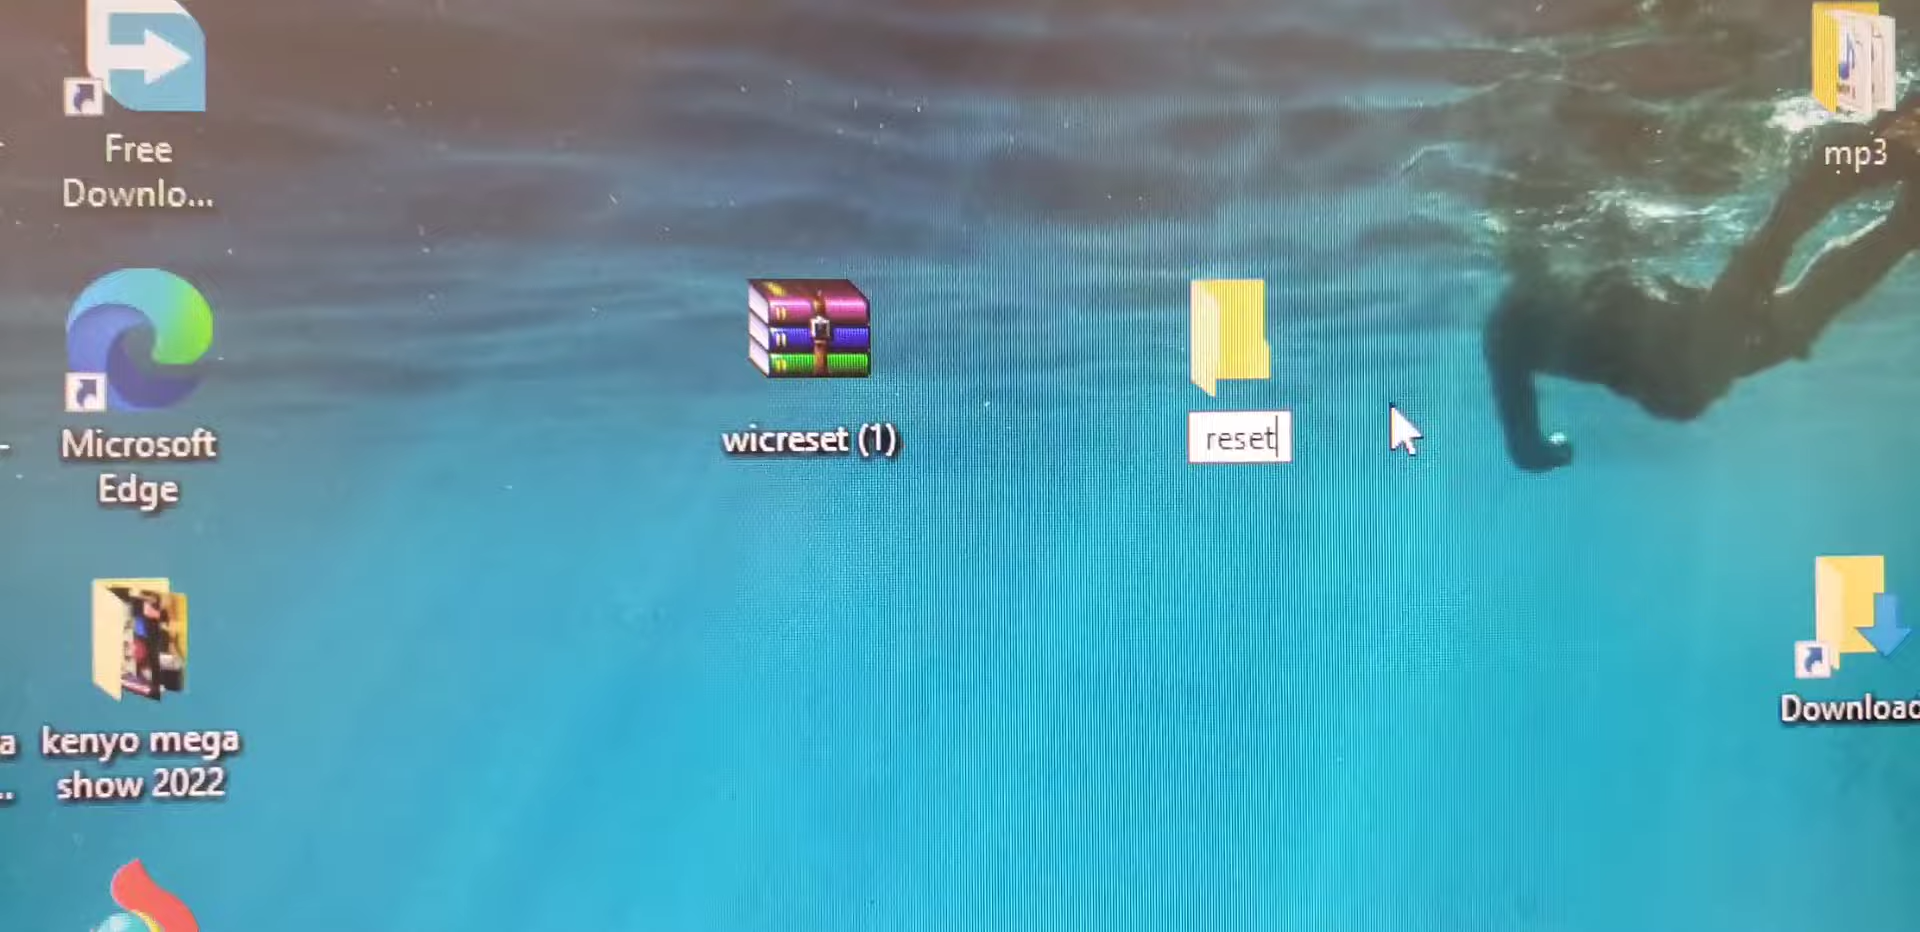 Free
Downlo...
mp3
Microsoft
Edge
wicreset (1)
reset
kenyo mega
show 2022
Download